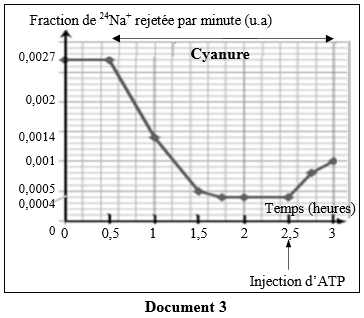 Fraction de ²⁴Na⁺ rejetée par minute (u.a)
Cyanure
0,0027
0,002
0,0014
0,001
0,0005
0,0004
0
Temps (heures)
0 0,5 1 1,5 2 2,5 3
Injection d’ATP
Document 3